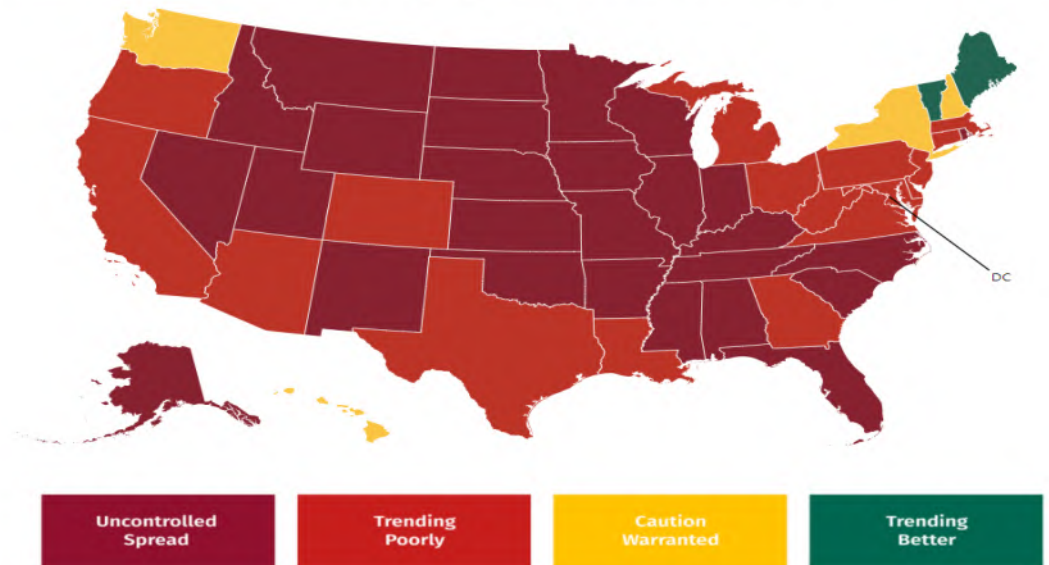 DC
Uncontrolled
Spread
Trending
Poorly
Caution
Warranted
Trending
Better